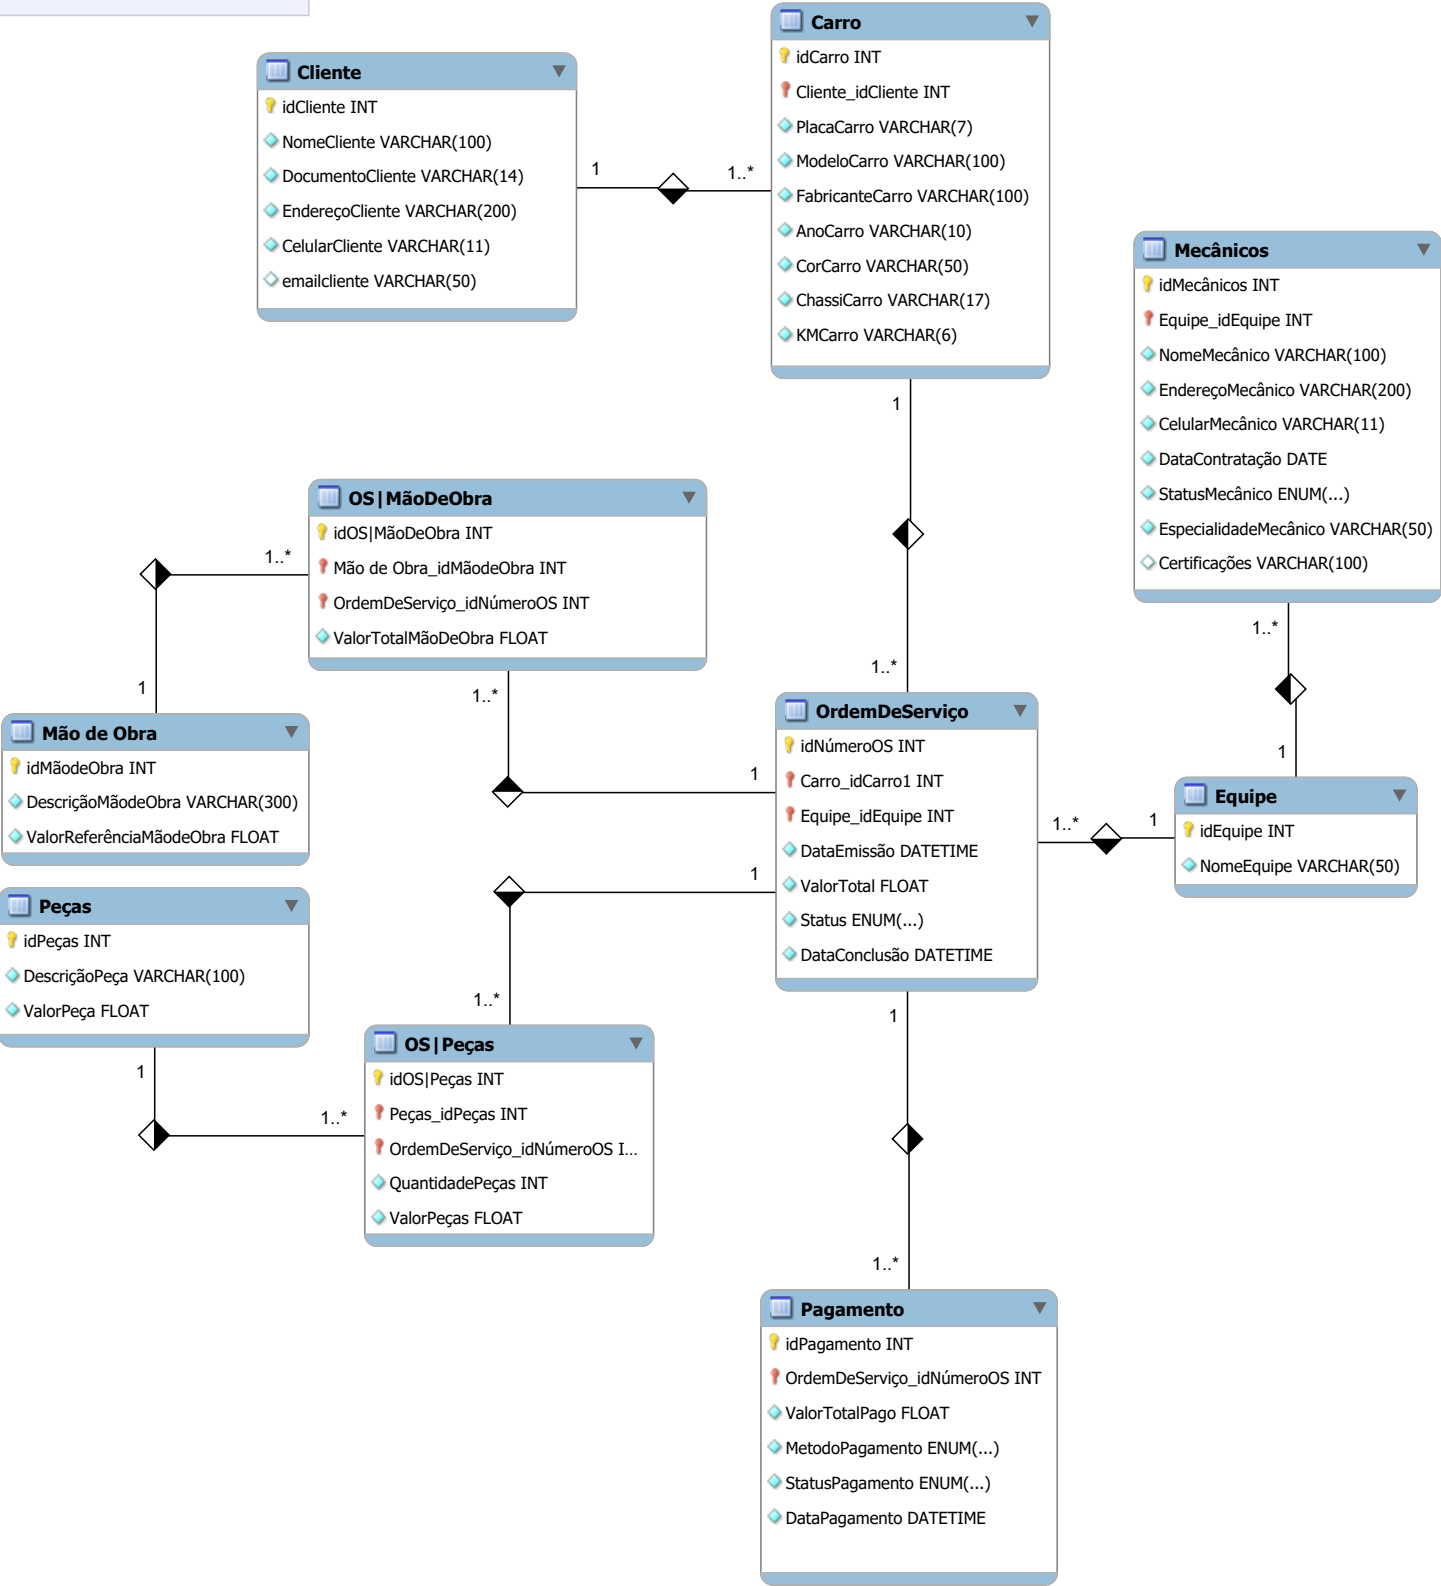 Carro
idCarro INT
Cliente_idCliente INT
PlacaCarro VARCHAR(7)
ModeloCarro VARCHAR(100)
FabricanteCarro VARCHAR(100)
AnoCarro VARCHAR(10)
CorCarro VARCHAR(50)
ChassiCarro VARCHAR(17)
KMCarro VARCHAR(6)
Cliente
idCliente INT
NomeCliente VARCHAR(100)
DocumentoCliente VARCHAR(14)
EndereçoCliente VARCHAR(200)
CelularCliente VARCHAR(11)
emailcliente VARCHAR(50)
1
1..*
Mecânicos
idMecânicos INT
Equipe_idEquipe INT
NomeMecânico VARCHAR(100)
EndereçoMecânico VARCHAR(200)
CelularMecânico VARCHAR(11)
DataContratação DATE
StatusMecânico ENUM(...)
EspecialidadeMecânico VARCHAR(50)
Certificações VARCHAR(100)
1
1..*
OS|MãoDeObra
idOS|MãoDeObra INT
Mão de Obra_idMãodeObra INT
OrdemDeServiço_idNúmeroOS INT
ValorTotalMãoDeObra FLOAT
1..*
1
1..*
1
1..*
1
Mão de Obra
idMãodeObra INT
DescriçãoMãodeObra VARCHAR(300)
ValorReferênciaMãodeObra FLOAT
OrdemDeServiço
idNúmeroOS INT
Carro_idCarro1 INT
Equipe_idEquipe INT
DataEmissão DATETIME
ValorTotal FLOAT
Status ENUM(...)
DataConclusão DATETIME
1..*
1
Equipe
idEquipe INT
NomeEquipe VARCHAR(50)
Peças
idPeças INT
DescriçãoPeça VARCHAR(100)
ValorPeça FLOAT
1
1..*
1
1..*
OS|Peças
idOS|Peças INT
Peças_idPeças INT
OrdemDeServiço_idNúmeroOS I...
QuantidadePeças INT
ValorPeças FLOAT
1
1..*
Pagamento
idPagamento INT
OrdemDeServiço_idNúmeroOS INT
ValorTotalPago FLOAT
MetodoPagamento ENUM(...)
StatusPagamento ENUM(...)
DataPagamento DATETIME